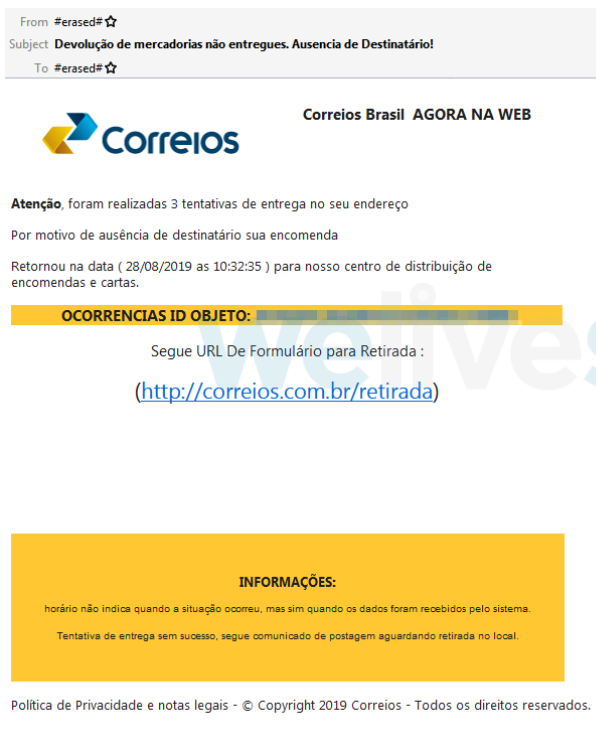 From #erased#
Subject Devolução de mercadorias não entregues. Ausencia de Destinatário!
To #erased#
Correios Brasil AGORA NA WEB
Correios
Atenção, foram realizadas 3 tentativas de entrega no seu endereço
Por motivo de ausência de destinatário sua encomenda
Retornou na data ( 28/08/2019 as 10:32:35 ) para nosso centro de distribuição de
encomendas e cartas.
OCORRENCIAS ID OBJETO:
welives
Segue URL De Formulário para Retirada :
(http://correios.com.br/retirada)
INFORMAÇÕES:
horário não indica quando a situação ocorreu, mas sim quando os dados foram recebidos pelo sistema.
Tentativa de entrega sem sucesso, segue comunicado de postagem aguardando retirada no local.
Política de Privacidade e notas legais - © Copyright 2019 Correios - Todos os direitos reservados.